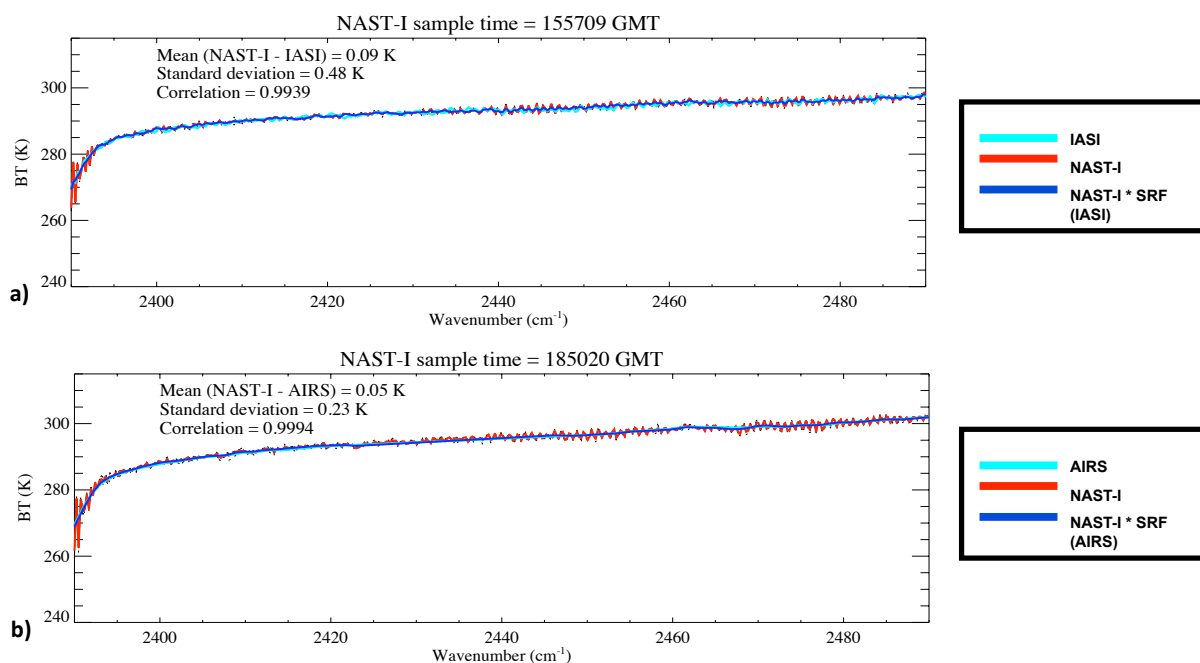 NAST-I sample time = 155709 GMT
Mean (NAST-I - IASI) = 0.09 K
Standard deviation = 0.48 K
Correlation = 0.9939
300
280
260
240
BT (K)
2400
2420
2440
2460
2480
Wavenumber (cm⁻¹)
a)
IASI
NAST-I
NAST-I * SRF
(IASI)
NAST-I sample time = 185020 GMT
Mean (NAST-I - AIRS) = 0.05 K
Standard deviation = 0.23 K
Correlation = 0.9994
300
280
260
240
BT (K)
2400
2420
2440
2460
2480
Wavenumber (cm⁻¹)
b)
AIRS
NAST-I
NAST-I * SRF
(AIRS)